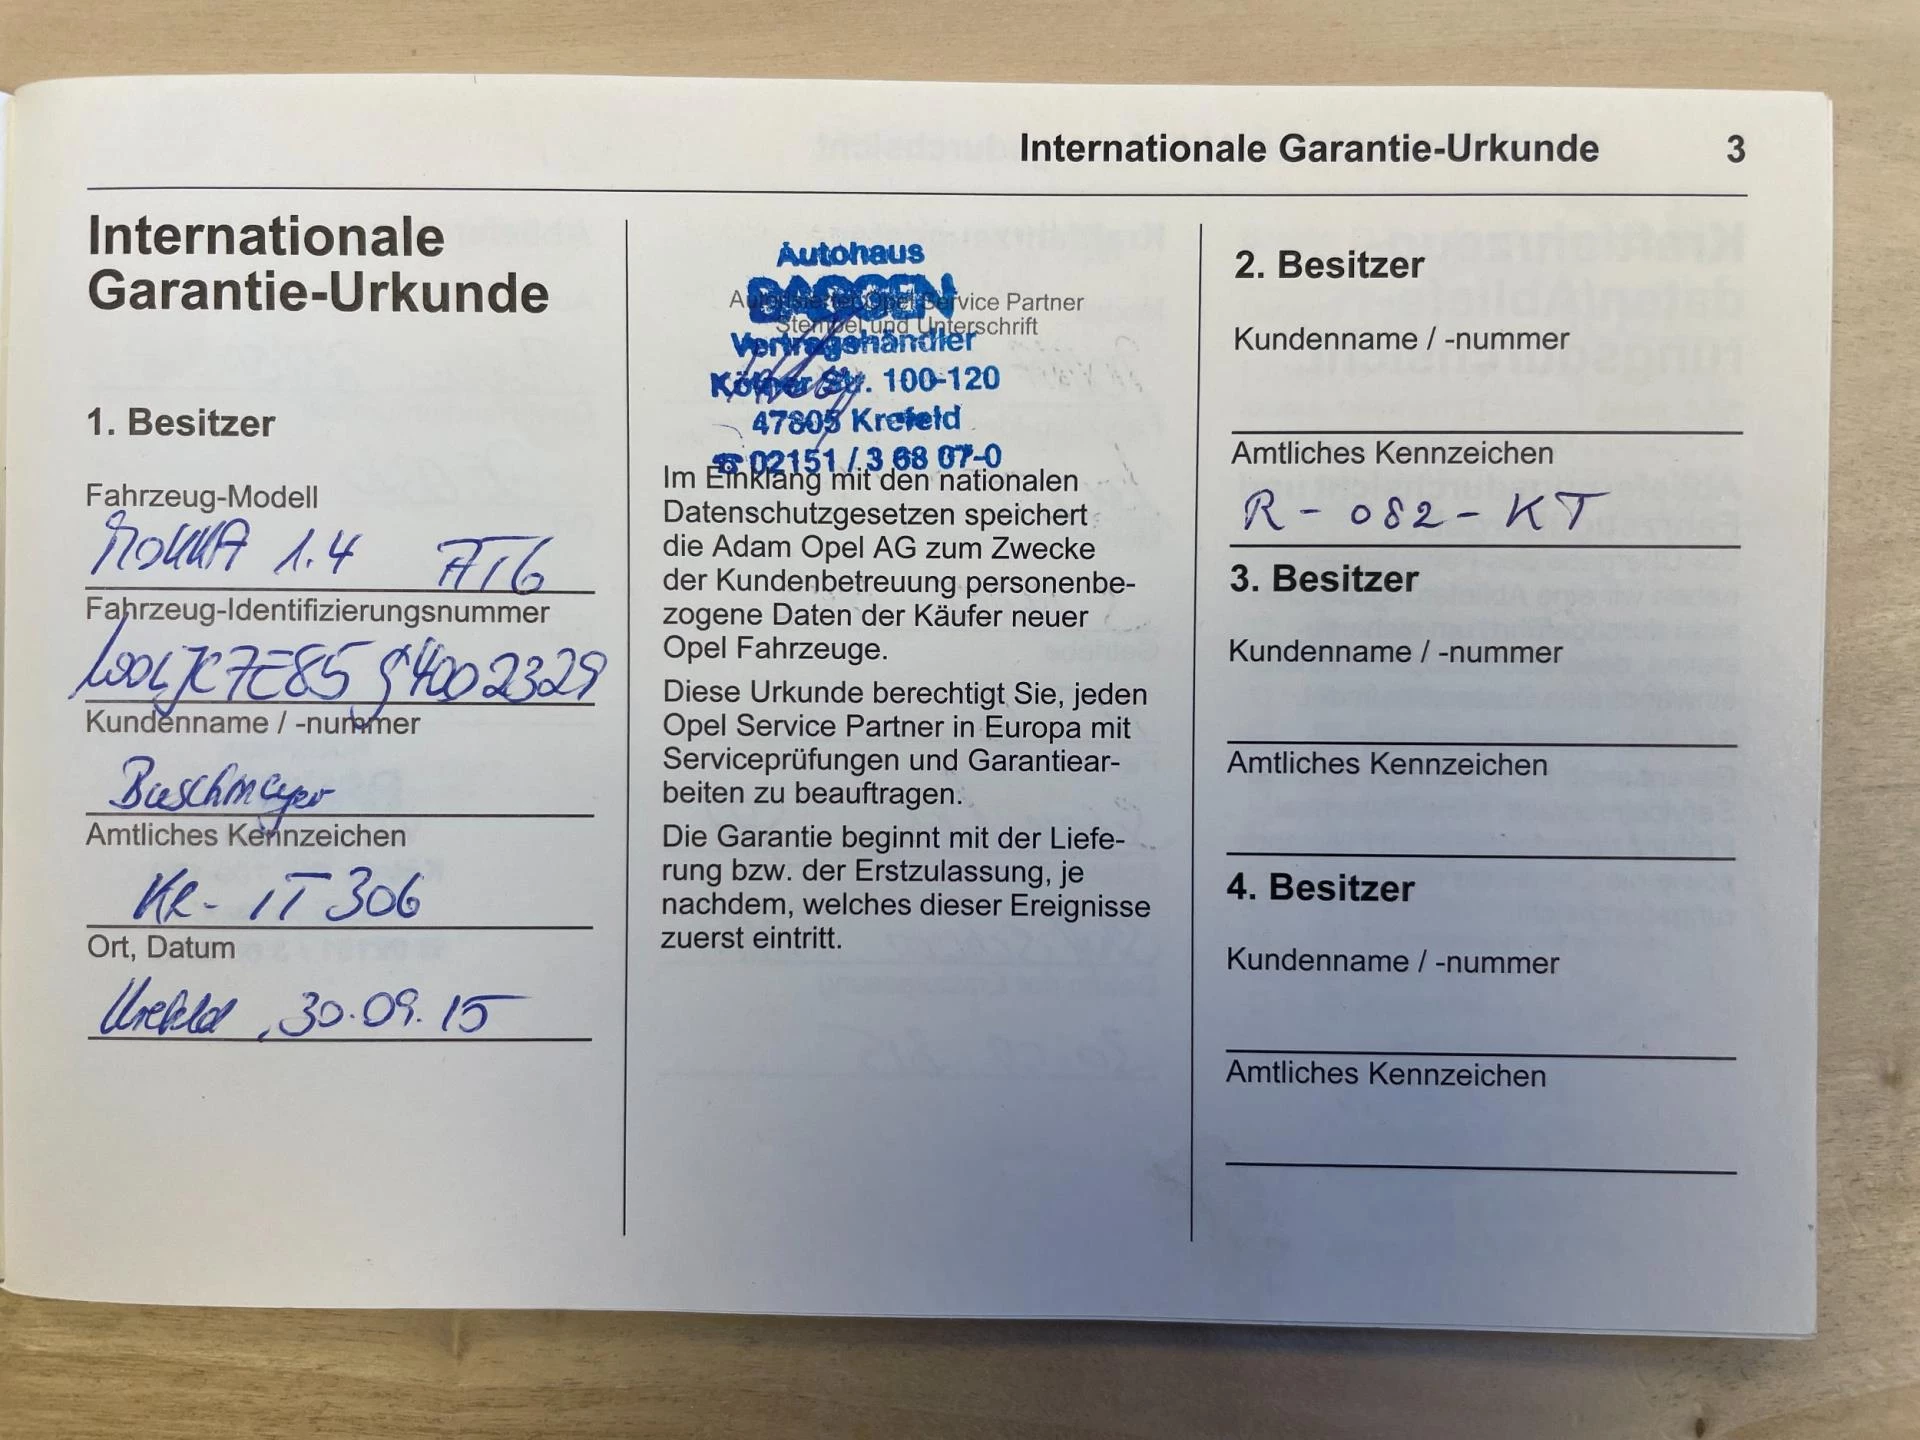 Internationale Garantie-Urkunde 3
Internationale
Garantie-Urkunde
1. Besitzer
Fahrzeug-Modell
MOKKA 1.4 AT6
Fahrzeug-Identifizierungsnummer
Kundenname / -nummer
Buschmeyer
Amtliches Kennzeichen
KR- IT 306
Ort, Datum
Krefeld, 30.09.15
Autohaus
Autorisierter Opel Service Partner
Stempel und Unterschrift
Vertragshändler
Kölner Str. 100-120
47805 Krefeld
☎ 02151 / 3 68 07-0
Im Einklang mit den nationalen
Datenschutzgesetzen speichert
die Adam Opel AG zum Zwecke
der Kundenbetreuung personenbe-
zogene Daten der Käufer neuer
Opel Fahrzeuge.
Diese Urkunde berechtigt Sie, jeden
Opel Service Partner in Europa mit
Serviceprüfungen und Garantiear-
beiten zu beauftragen.
Die Garantie beginnt mit der Liefe-
rung bzw. der Erstzulassung, je
nachdem, welches dieser Ereignisse
zuerst eintritt.
2. Besitzer
Kundenname / -nummer
Amtliches Kennzeichen
R - 082 - KT
3. Besitzer
Kundenname / -nummer
Amtliches Kennzeichen
4. Besitzer
Kundenname / -nummer
Amtliches Kennzeichen